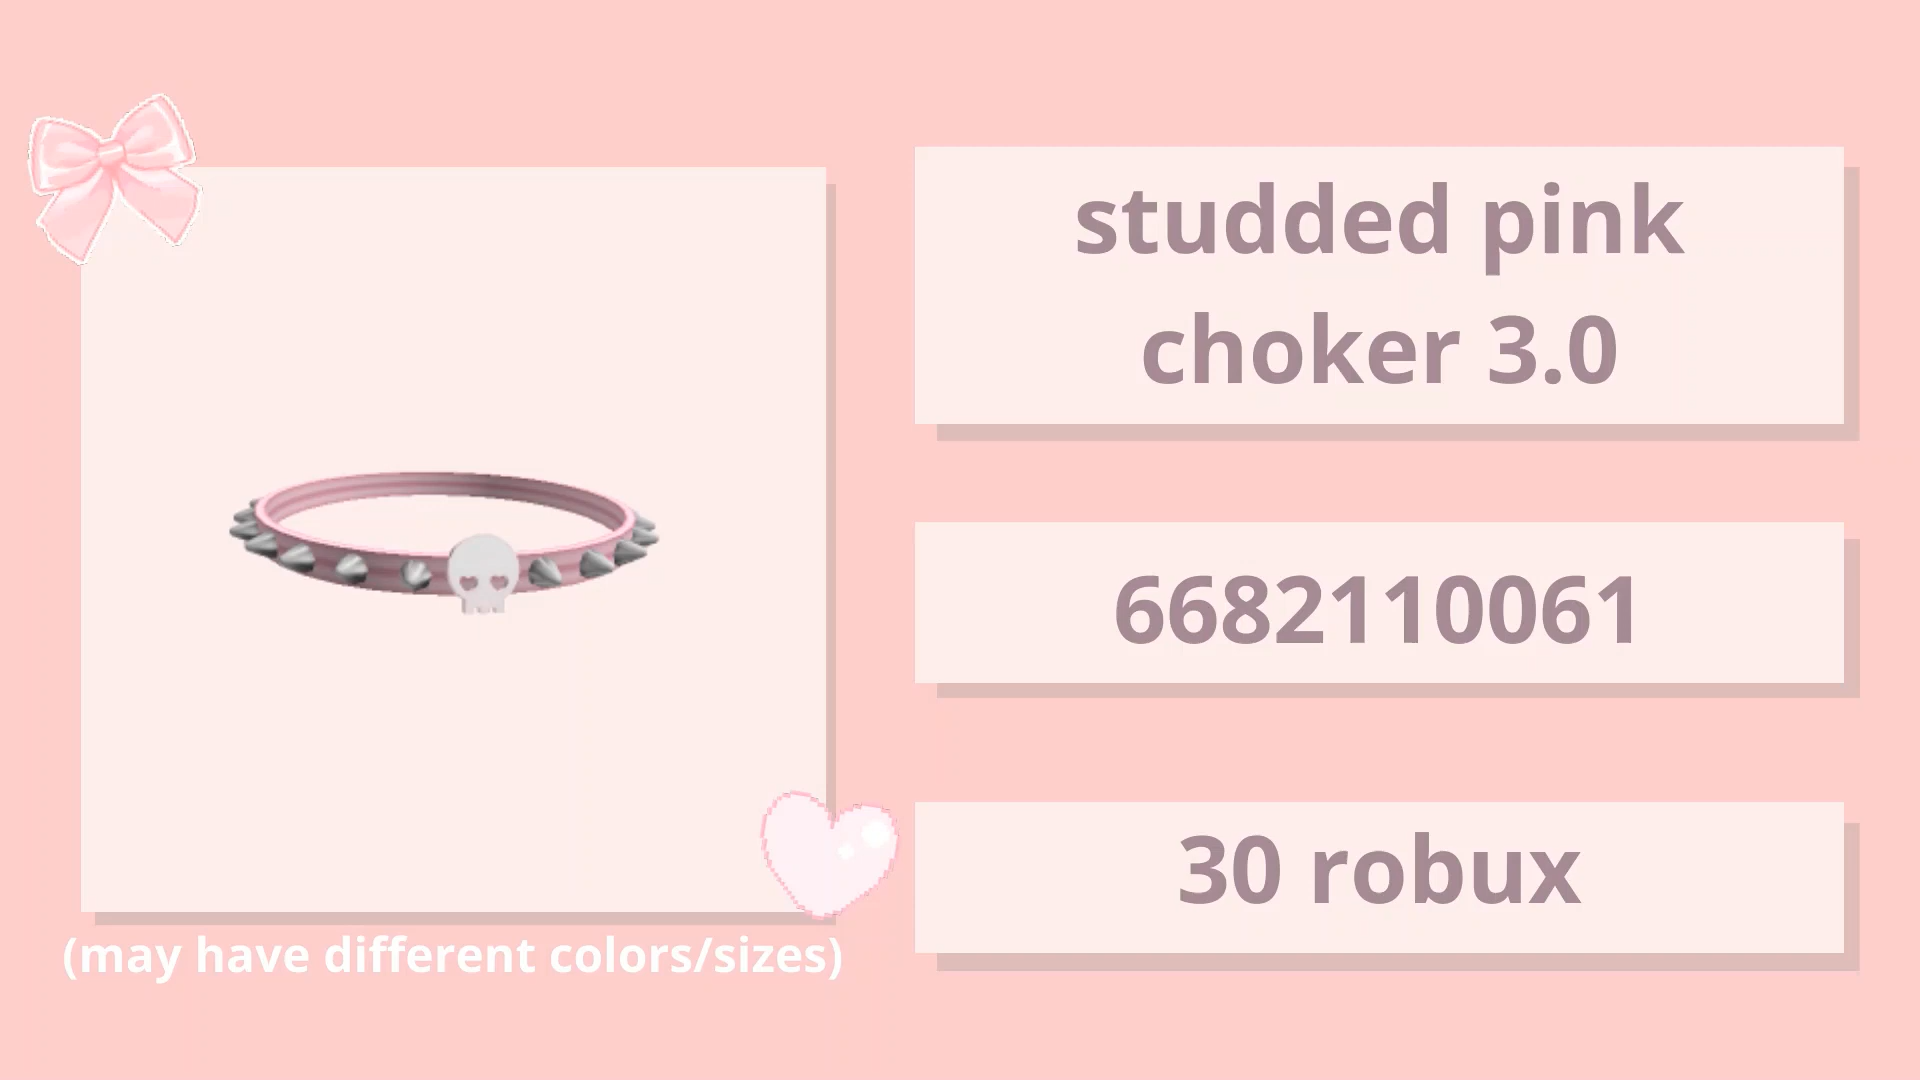 studded pink
choker 3.0
6682110061
30 robux
(may have different colors/sizes)